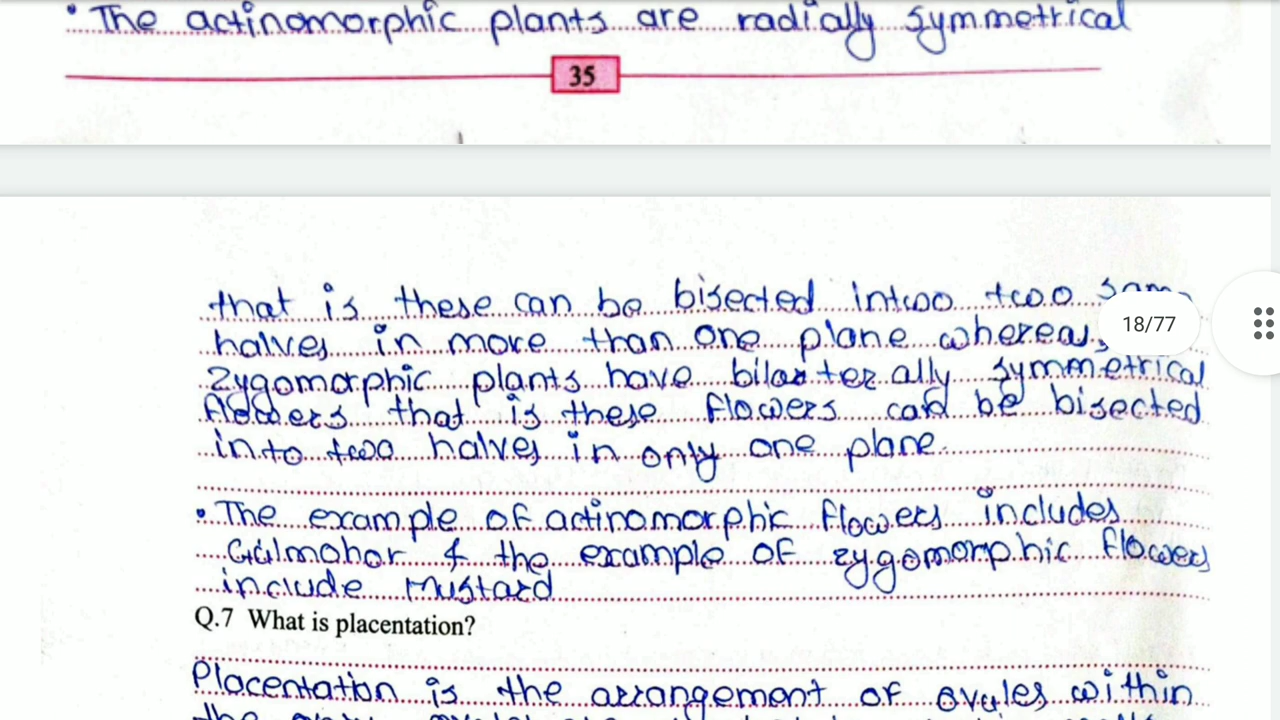 • The actinomorphic plants are radially symmetrical
35
that is these can be bisected intwoo two
halves in more than one plane whereas
18/77
zygomorphic plants have bilaterally symmetrical
flowers that is these flowers can be bisected
into two halves in only one plane.
• The example of actinomorphic flowers includes
Gulmohor & the example of zygomorphic flowers
include Mustard
Q.7 What is placentation?
Placentation is the arrangement of ovules within
the